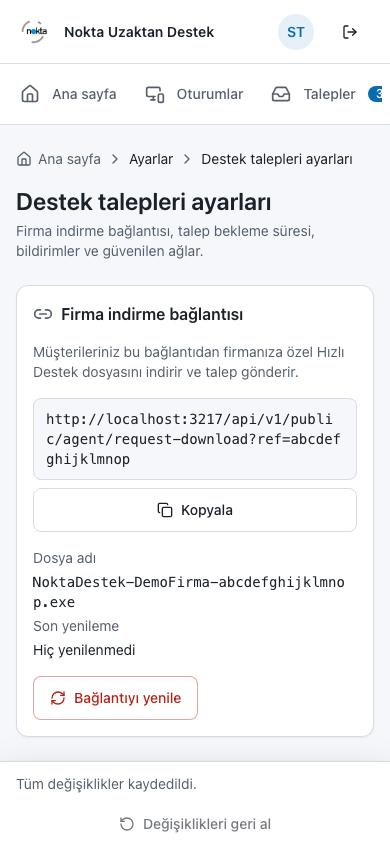 nokta
Nokta Uzaktan Destek
ST
Ana sayfa
Oturumlar
Talepler
Ana sayfa
Ayarlar
Destek talepleri ayarları
Destek talepleri ayarları
Firma indirme bağlantısı, talep bekleme süresi,
bildirimler ve güvenilen ağlar.
Firma indirme bağlantısı
Müşterileriniz bu bağlantıdan firmanıza özel Hızlı
Destek dosyasını indirir ve talep gönderir.
http://localhost:3217/api/v1/publi
c/agent/request-download?ref=abcdef
ghijklmnop
Kopyala
Dosya adı
NoktaDestek-DemoFirma-abcdefghijklmno
p.exe
Son yenileme
Hiç yenilenmedi
Bağlantıyı yenile
Tüm değişiklikler kaydedildi.
Değişiklikleri geri al